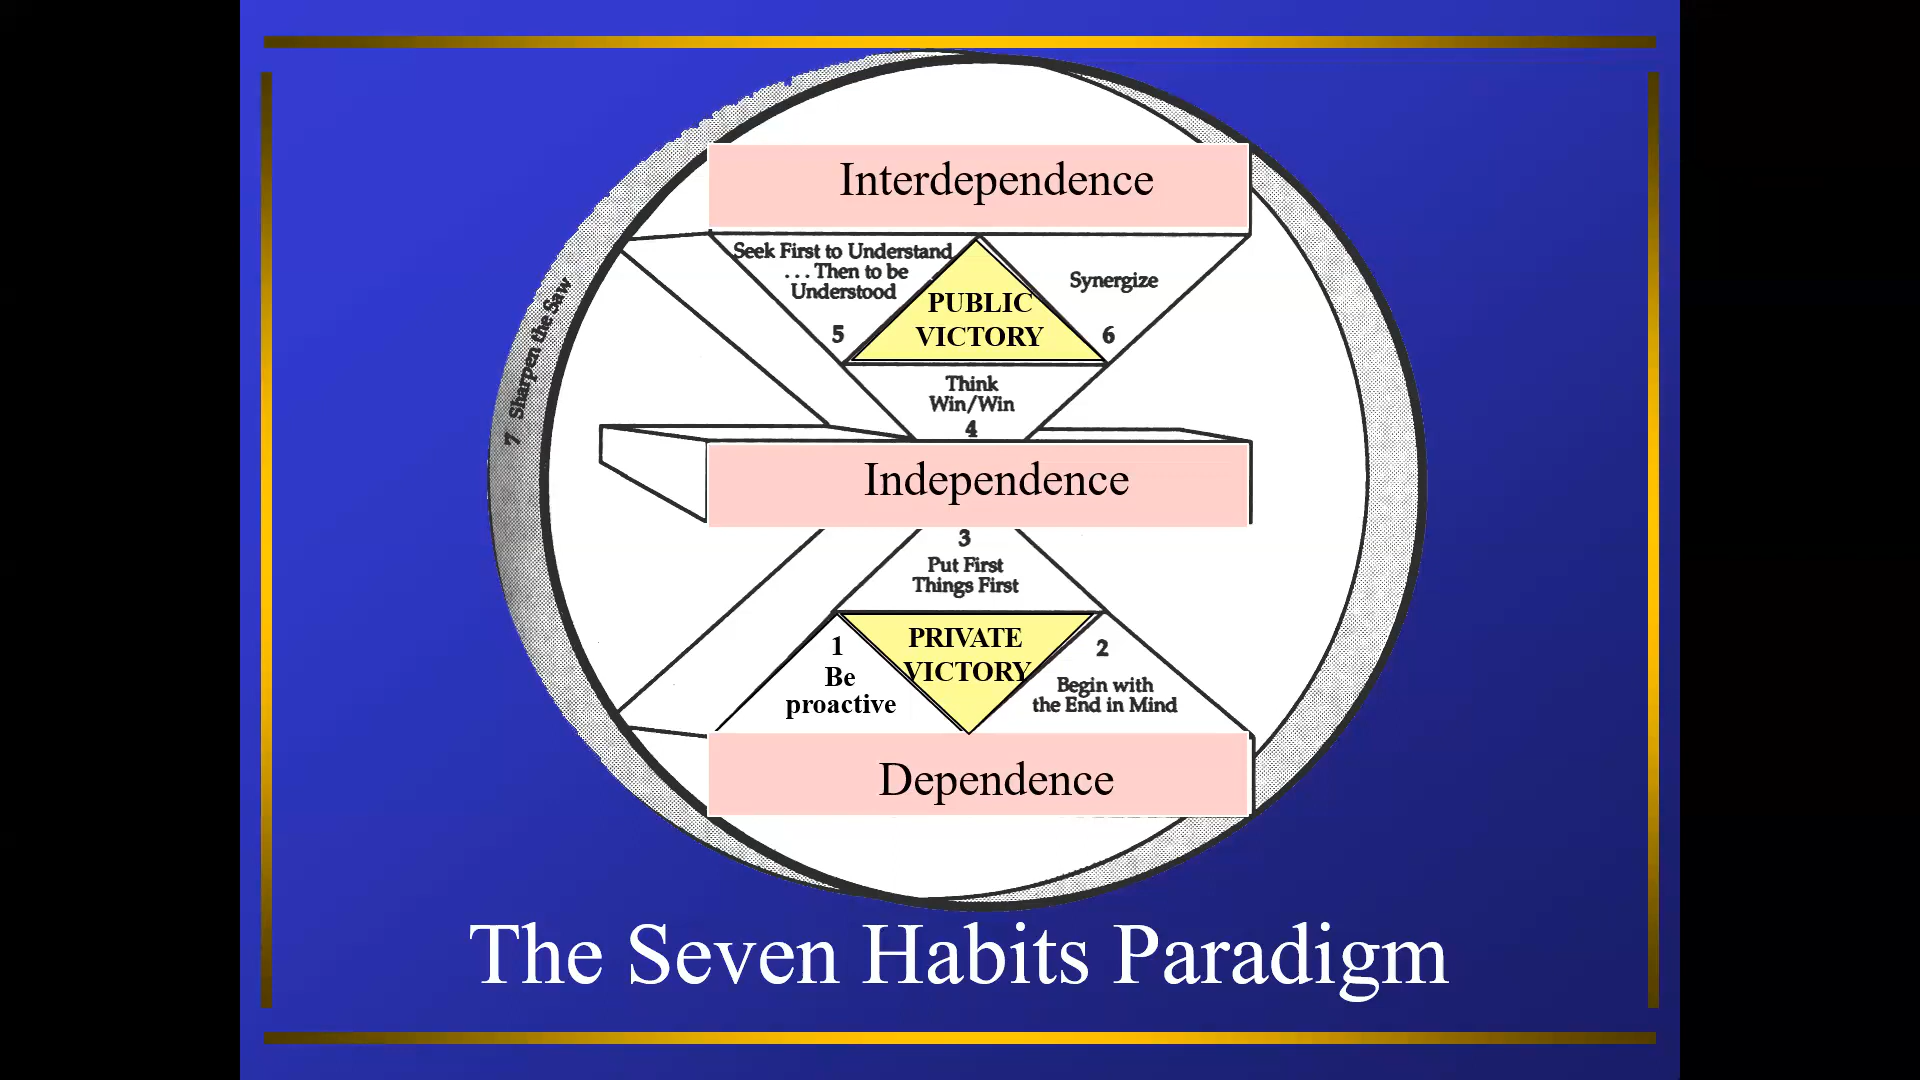 Interdependence
Seek First to Understand
. . . Then to be
Understood
5
PUBLIC
VICTORY
Synergize
6
Think
Win/Win
4
7 Sharpen the Saw
Independence
3
Put First
Things First
1
Be
proactive
PRIVATE
VICTORY
2
Begin with
the End in Mind
Dependence
The Seven Habits Paradigm